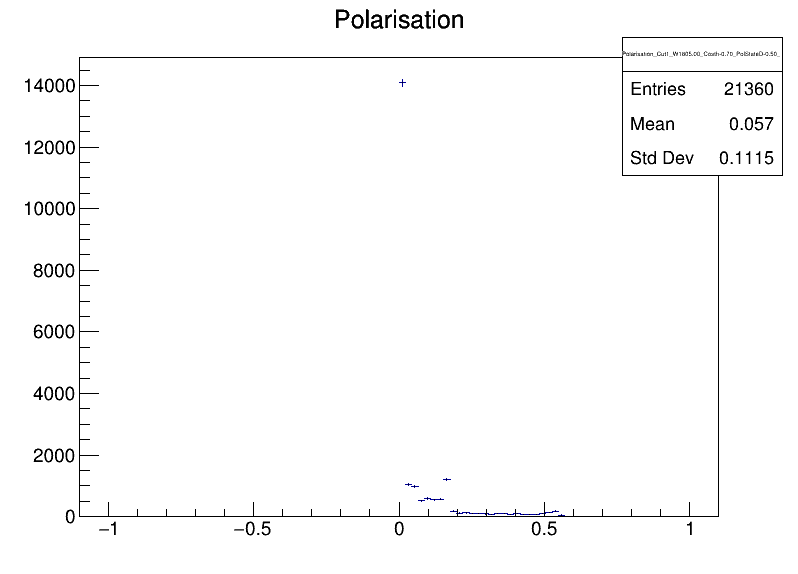 Polarisation
Polarisation_Cut1_W1805.00_Costh-0.70_PolStateD-0.50_
Entries 21360
Mean 0.057
Std Dev 0.1115
14000
12000
10000
8000
6000
4000
2000
0
−1 −0.5 0 0.5 1